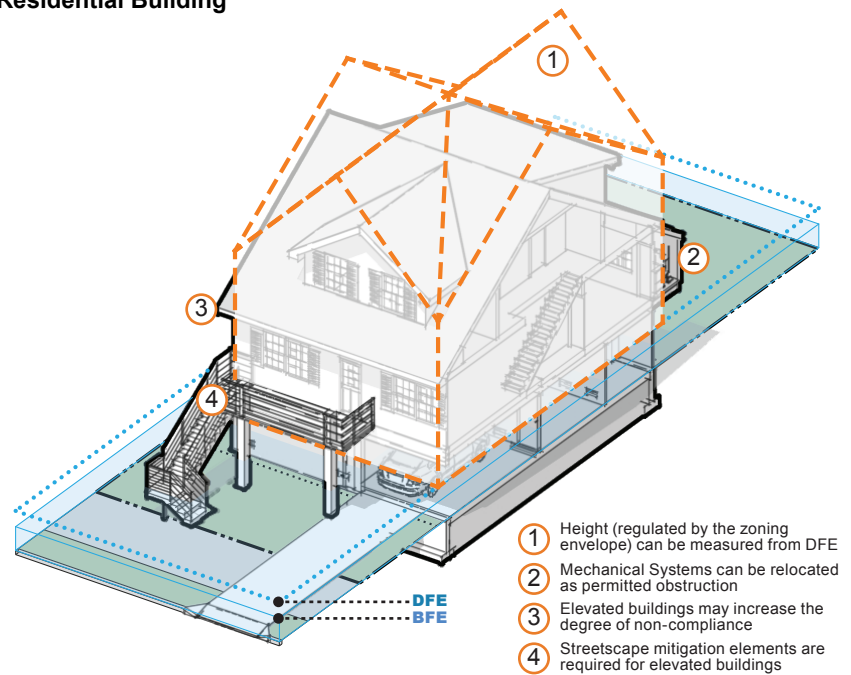 Residential Building
1
2
3
4
DFE
BFE
1 Height (regulated by the zoning
envelope) can be measured from DFE
2 Mechanical Systems can be relocated
as permitted obstruction
3 Elevated buildings may increase the
degree of non-compliance
4 Streetscape mitigation elements are
required for elevated buildings